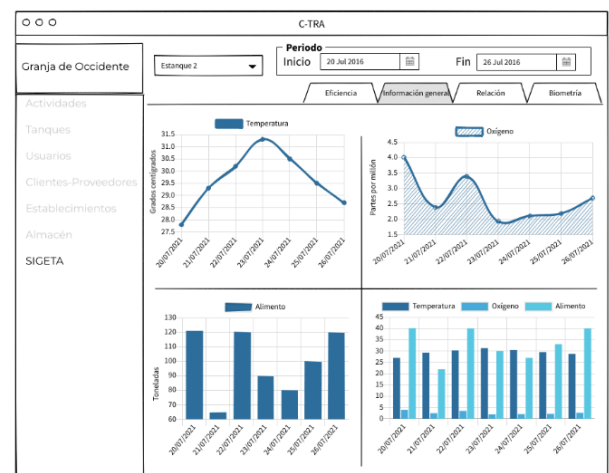 C-TRA
Granja de Occidente
Actividades
Tanques
Usuarios
Clientes-Proveedores
Establecimientos
Almacén
SIGETA
Estanque 2
Periodo
Inicio 20 Jul 2016 Fin 26 Jul 2016
Eficiencia Información general Relación Biometría
Temperatura
Grados centígrados
31.5
31.0
30.5
30.0
29.5
29.0
28.5
28.0
27.5
20/07/2021 21/07/2021 22/07/2021 23/07/2021 24/07/2021 25/07/2021 26/07/2021
Oxígeno
Partes por millón
4.5
4.0
3.5
3.0
2.5
2.0
1.5
20/07/2021 21/07/2021 22/07/2021 23/07/2021 24/07/2021 25/07/2021 26/07/2021
Alimento
Toneladas
130
120
110
100
90
80
70
60
20/07/2021 21/07/2021 22/07/2021 23/07/2021 24/07/2021 25/07/2021 26/07/2021
Temperatura Oxígeno Alimento
45
40
35
30
25
20
15
10
5
0
20/07/2021 21/07/2021 22/07/2021 23/07/2021 24/07/2021 25/07/2021 26/07/2021